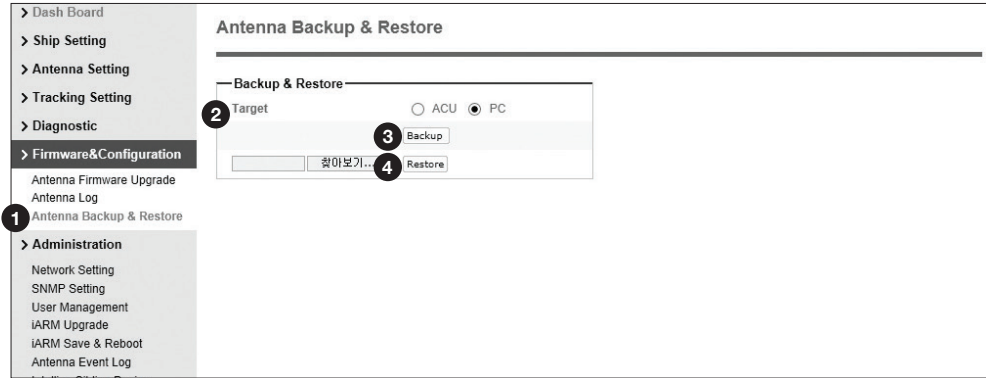 > Dash Board
> Ship Setting
> Antenna Setting
> Tracking Setting
> Diagnostic
> Firmware&Configuration
Antenna Firmware Upgrade
Antenna Log
1 Antenna Backup & Restore
> Administration
Network Setting
SNMP Setting
User Management
iARM Upgrade
iARM Save & Reboot
Antenna Event Log
Antenna Backup & Restore
Backup & Restore
2 Target ACU PC
3 Backup
찾아보기... 4 Restore